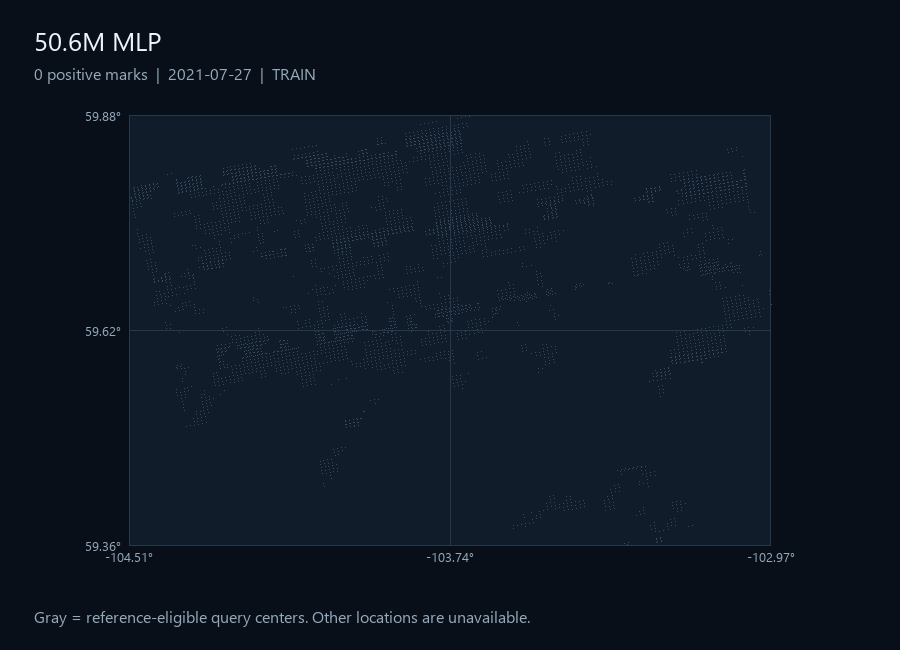 50.6M MLP
0 positive marks | 2021-07-27 | TRAIN
59.88°
59.62°
59.36°
-104.51°
-103.74°
-102.97°
Gray = reference-eligible query centers. Other locations are unavailable.